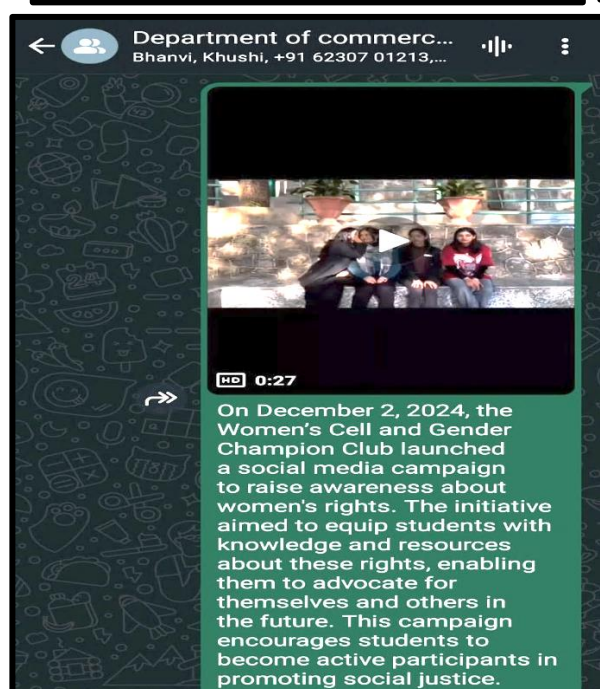 Department of commerc...
Bhanvi, Khushi, +91 62307 01213,...
HD 0:27
On December 2, 2024, the
Women's Cell and Gender
Champion Club launched
a social media campaign
to raise awareness about
women's rights. The initiative
aimed to equip students with
knowledge and resources
about these rights, enabling
them to advocate for
themselves and others in
the future. This campaign
encourages students to
become active participants in
promoting social justice.